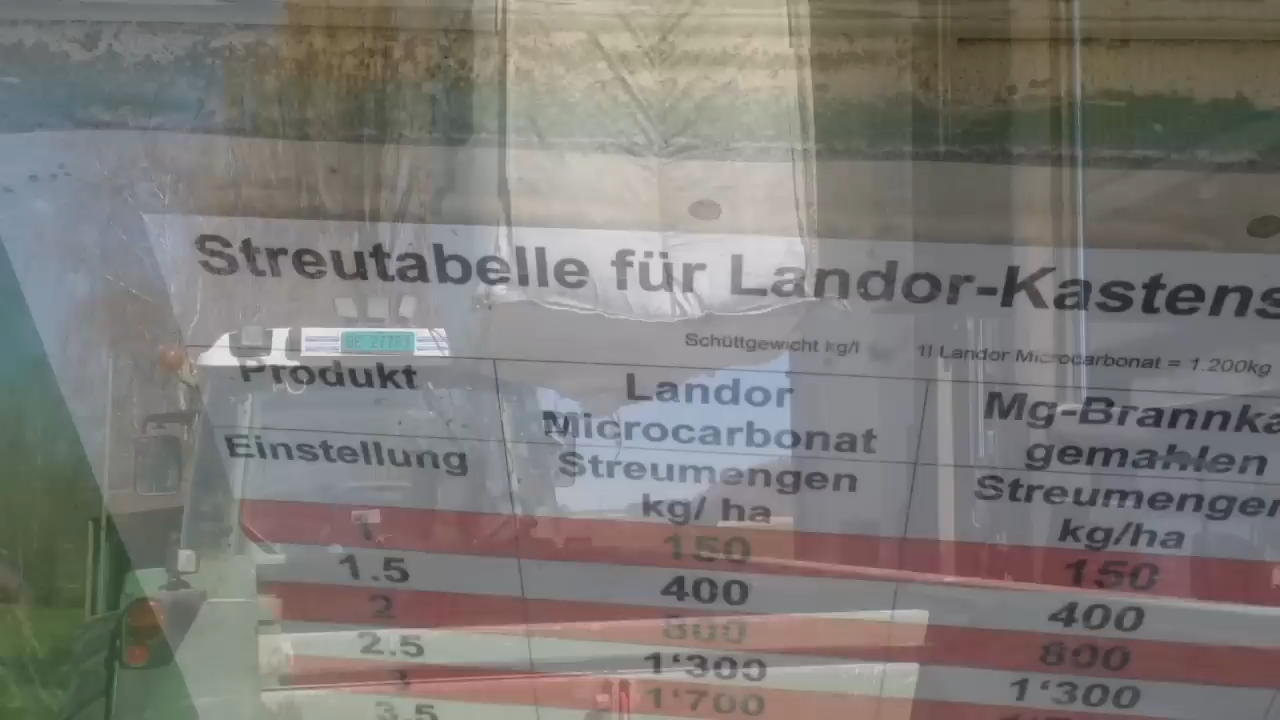 Streutabelle für Landor-Kastens
Schüttgewicht kg/l 1l Landor Microcarbonat = 1.200kg
Produkt Landor Microcarbonat Mg-Brannka gemahlen
Einstellung Streumengen kg/ ha Streumengen kg/ha
1 150 150
1.5 400 400
2 800 800
2.5 1‘300 1‘300
3 1‘700
3.5